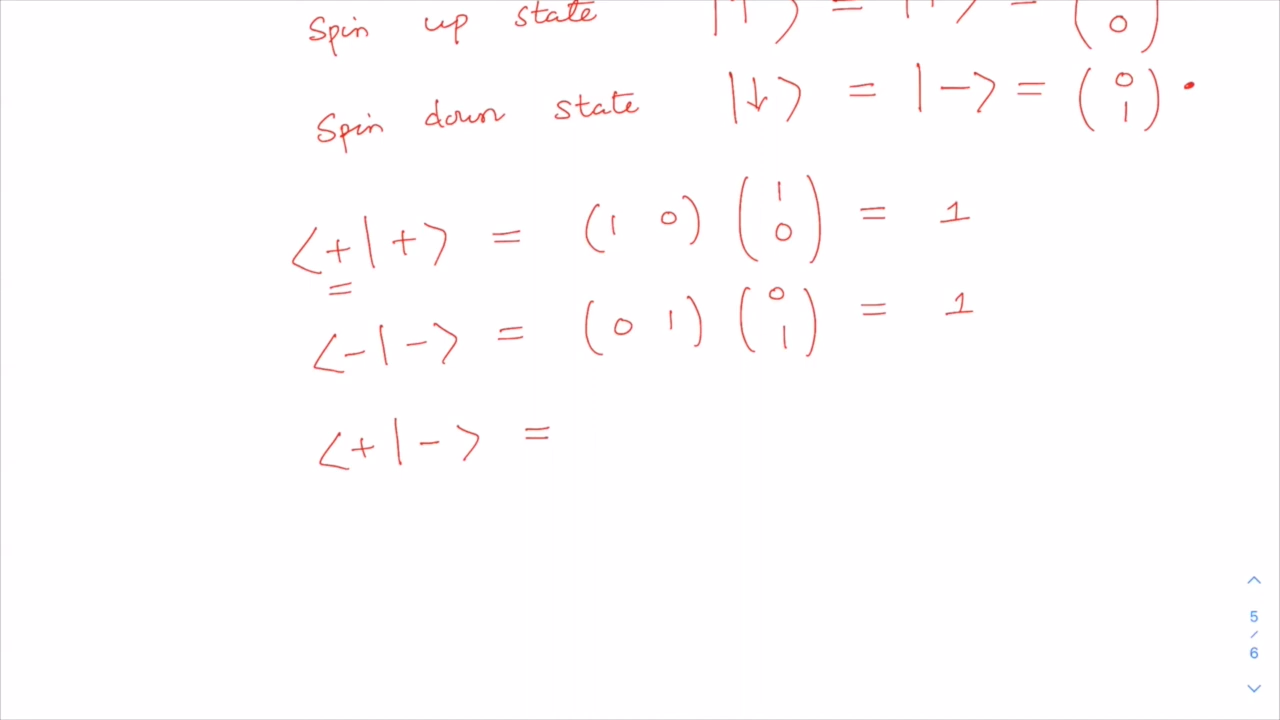 Spin up state |↑⟩ = |+⟩ = ( 0 )
Spin down state |↓⟩ = |−⟩ = ( 0 1 ) .
⟨+|+⟩ = (1 0) ( 1 0 ) = 1
=
⟨−|−⟩ = (0 1) ( 0 1 ) = 1
⟨+|−⟩ =
5
/
6